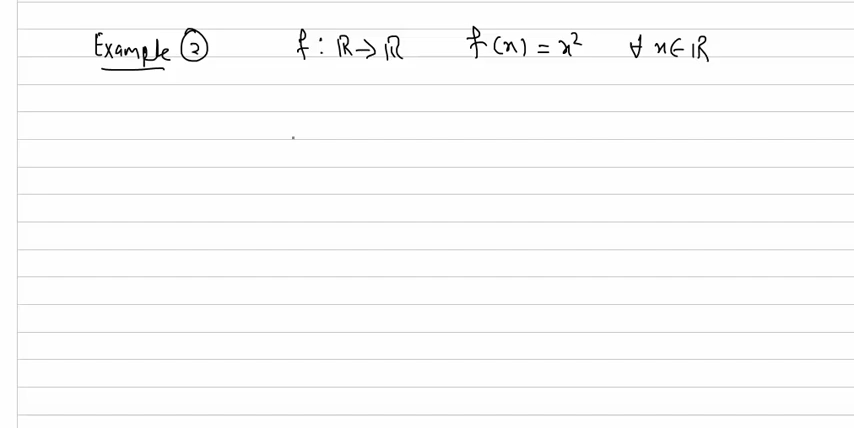 Example ② f : ℝ → ℝ f(x) = x² ∀ x ∈ ℝ